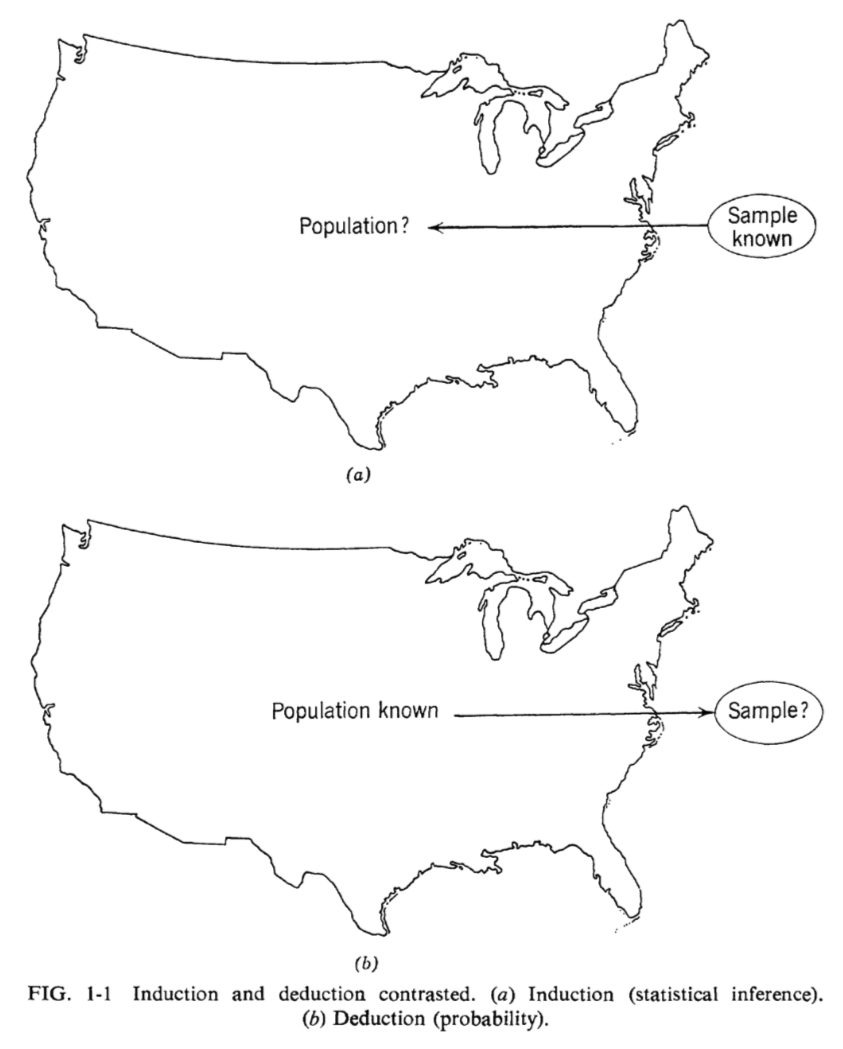 Population?
Sample
known
(a)
Population known
Sample?
(b)
FIG. 1-1 Induction and deduction contrasted. (a) Induction (statistical inference).
(b) Deduction (probability).